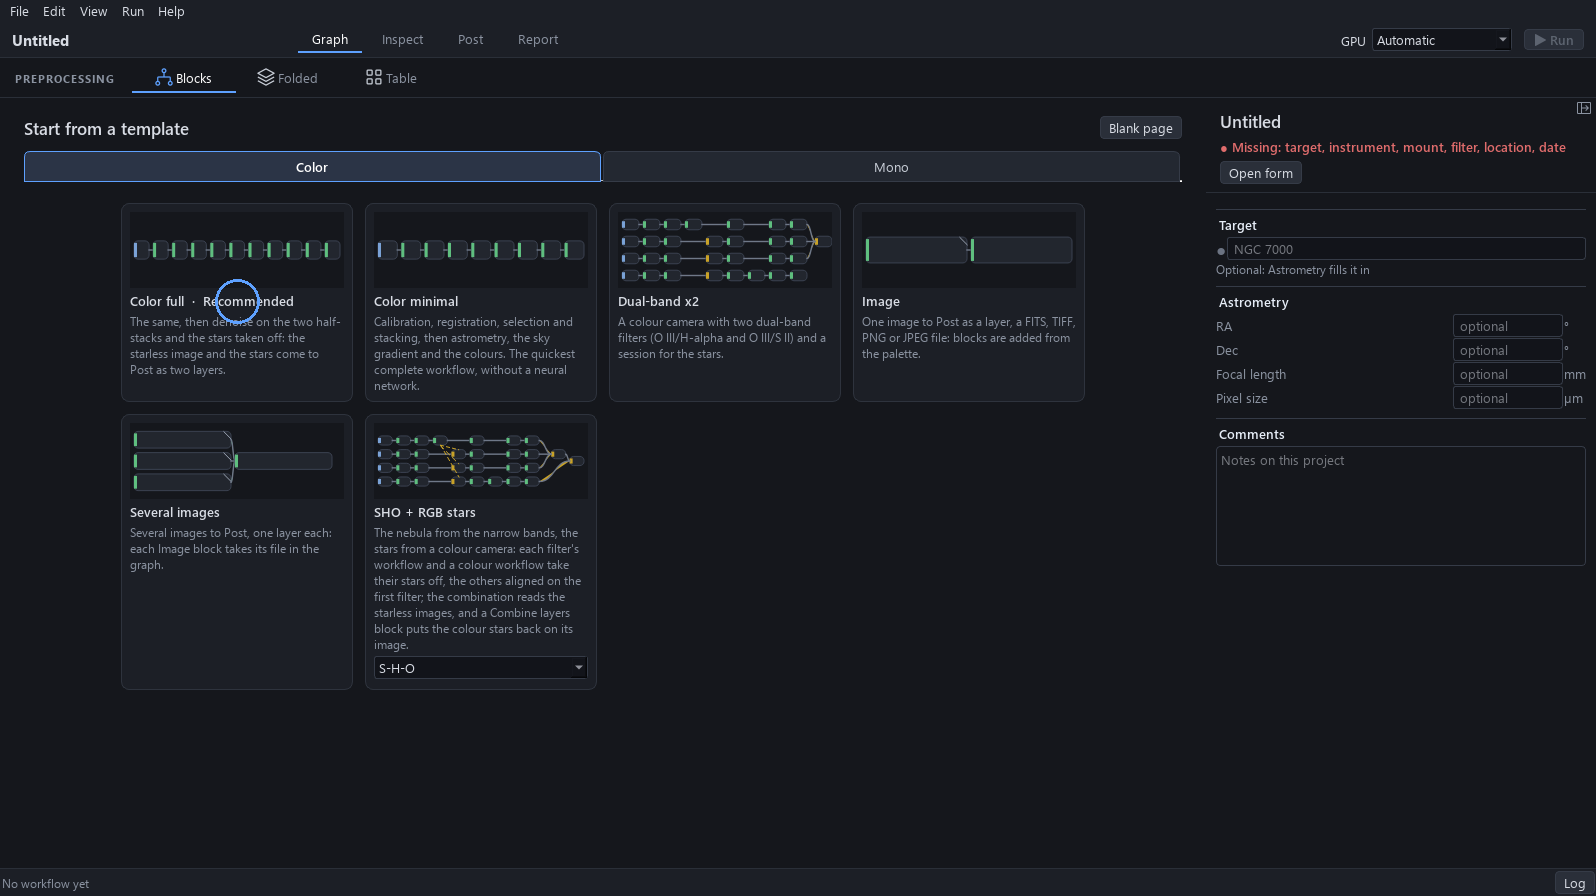 File Edit View Run Help
Untitled
Graph Inspect Post Report
GPU Automatic Run
PREPROCESSING Blocks Folded Table
Start from a template
Blank page
Color Mono
Color full · Recommended
The same, then denoise on the two half-
stacks and the stars taken off: the
starless image and the stars come to
Post as two layers.
Color minimal
Calibration, registration, selection and
stacking, then astrometry, the sky
gradient and the colours. The quickest
complete workflow, without a neural
network.
Dual-band x2
A colour camera with two dual-band
filters (O III/H-alpha and O III/S II) and a
session for the stars.
Image
One image to Post as a layer, a FITS, TIFF,
PNG or JPEG file: blocks are added from
the palette.
Several images
Several images to Post, one layer each:
each Image block takes its file in the
graph.
SHO + RGB stars
The nebula from the narrow bands, the
stars from a colour camera: each filter's
workflow and a colour workflow take
their stars off, the others aligned on the
first filter; the combination reads the
starless images, and a Combine layers
block puts the colour stars back on its
image.
S-H-O
Untitled
● Missing: target, instrument, mount, filter, location, date
Open form
Target
NGC 7000
Optional: Astrometry fills it in
Astrometry
RA optional °
Dec optional °
Focal length optional mm
Pixel size optional µm
Comments
Notes on this project
No workflow yet
Log